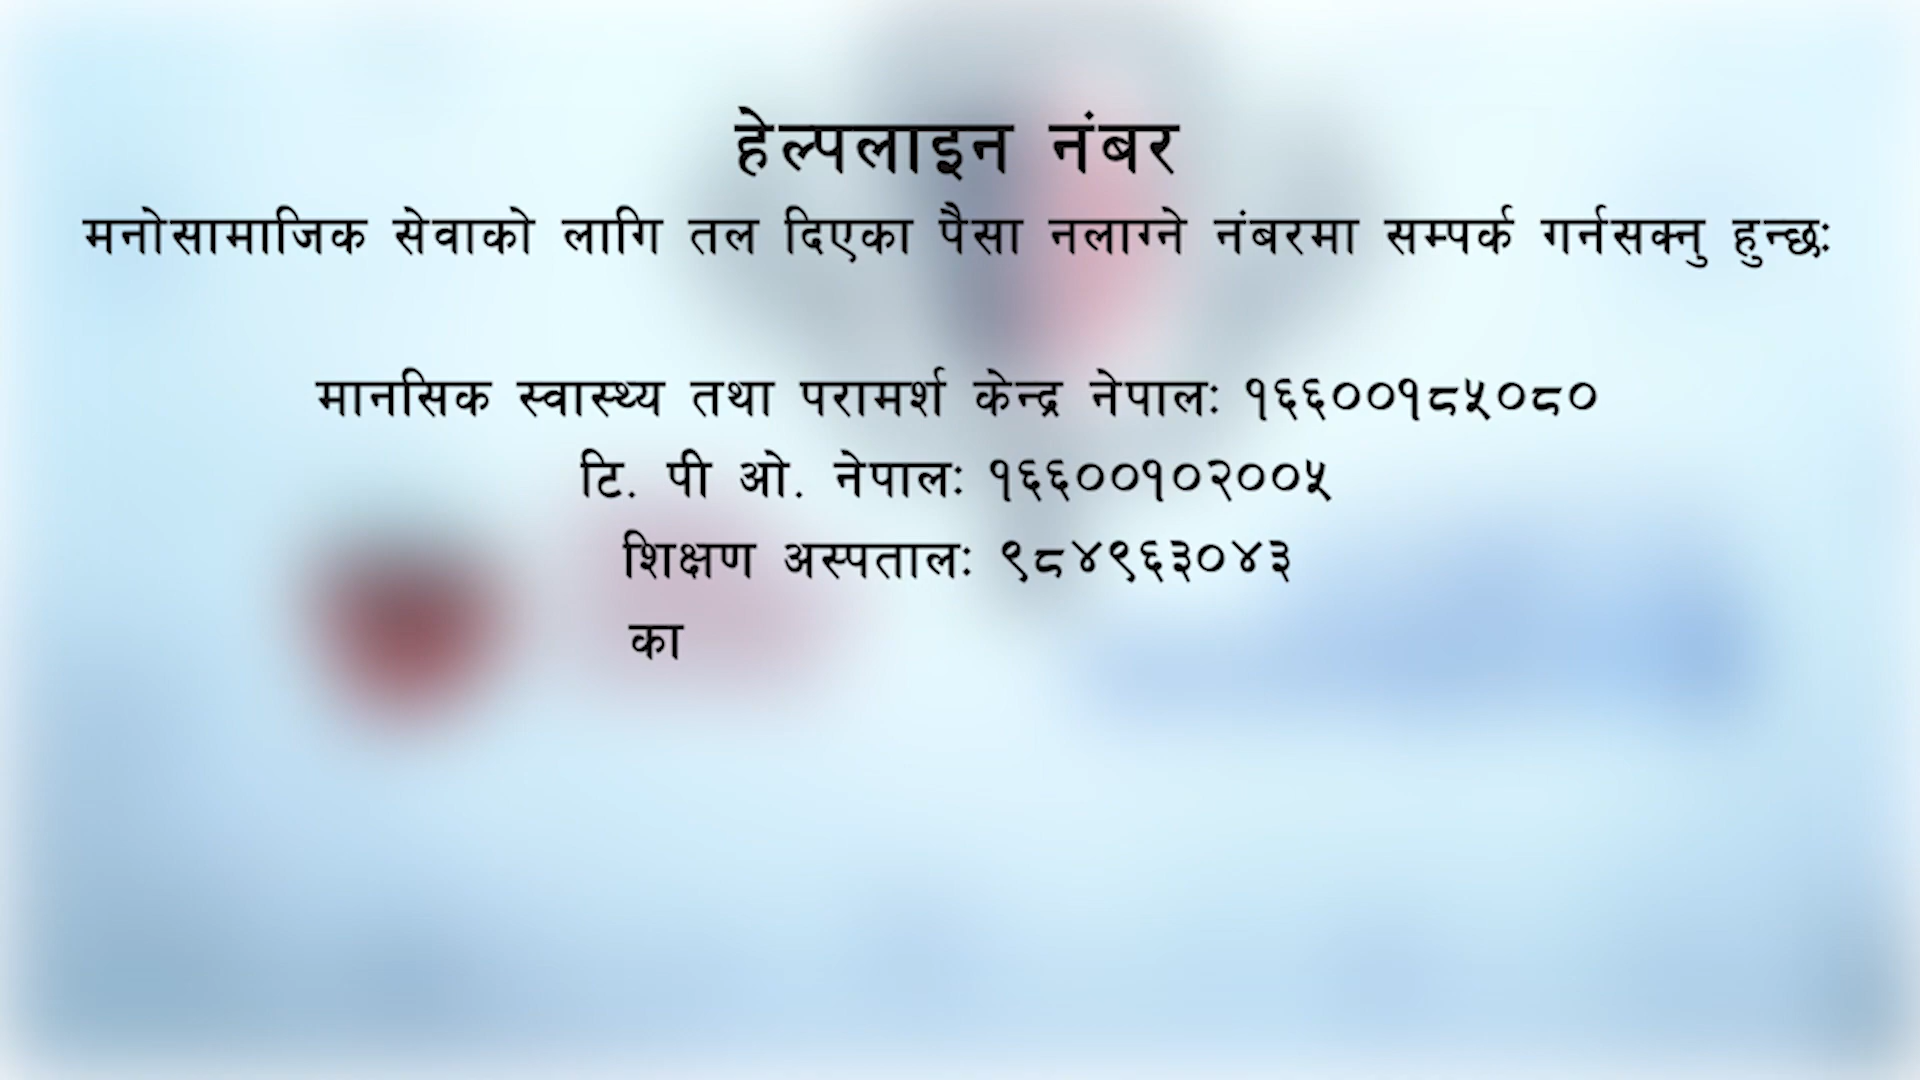 हेल्पलाइन नंबर
मनोसामाजिक सेवाको लागि तल दिएका पैसा नलाग्ने नंबरमा सम्पर्क गर्नसक्नु हुन्छः
मानसिक स्वास्थ्य तथा परामर्श केन्द्र नेपालः १६६००१८५०८०
टि. पी ओ. नेपालः १६६००१०२००५
शिक्षण अस्पतालः ९८४९६३०४३
का